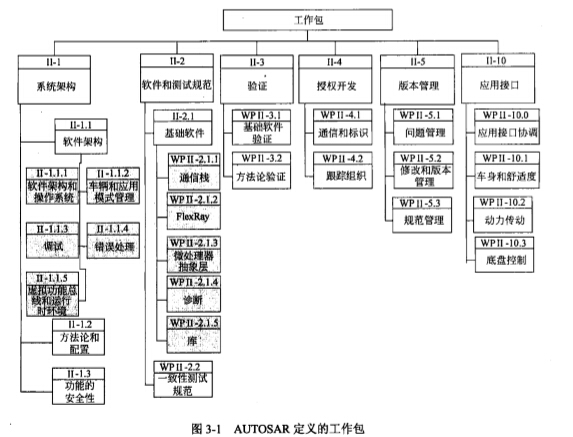 工作包
II-1
系统架构
II-1.1
软件架构
II-1.1.1
软件架构和
操作系统
II-1.1.2
车辆和应用
模式管理
II-1.1.3
调试
II-1.1.4
错误处理
II-1.1.5
虚拟功能总
线和运行
时环境
II-1.2
方法论和
配置
II-1.3
功能的
安全性
II-2
软件和测试规范
II-2.1
基础软件
WP II-2.1.1
通信栈
WP II-2.1.2
FlexRay
WP II-2.1.3
微处理器
抽象层
WP II-2.1.4
诊断
WP II-2.1.5
库
WP II-2.2
一致性测试
规范
II-3
验证
WP II-3.1
基础软件
验证
WP II-3.2
方法论验证
II-4
授权开发
WP II-4.1
通信和标识
WP II-4.2
跟踪组织
II-5
版本管理
WP II-5.1
问题管理
WP II-5.2
修改和版本
管理
WP II-5.3
规范管理
II-10
应用接口
WP II-10.0
应用接口协调
WP II-10.1
车身和舒适度
WP II-10.2
动力传动
WP II-10.3
底盘控制
图 3-1 AUTOSAR 定义的工作包